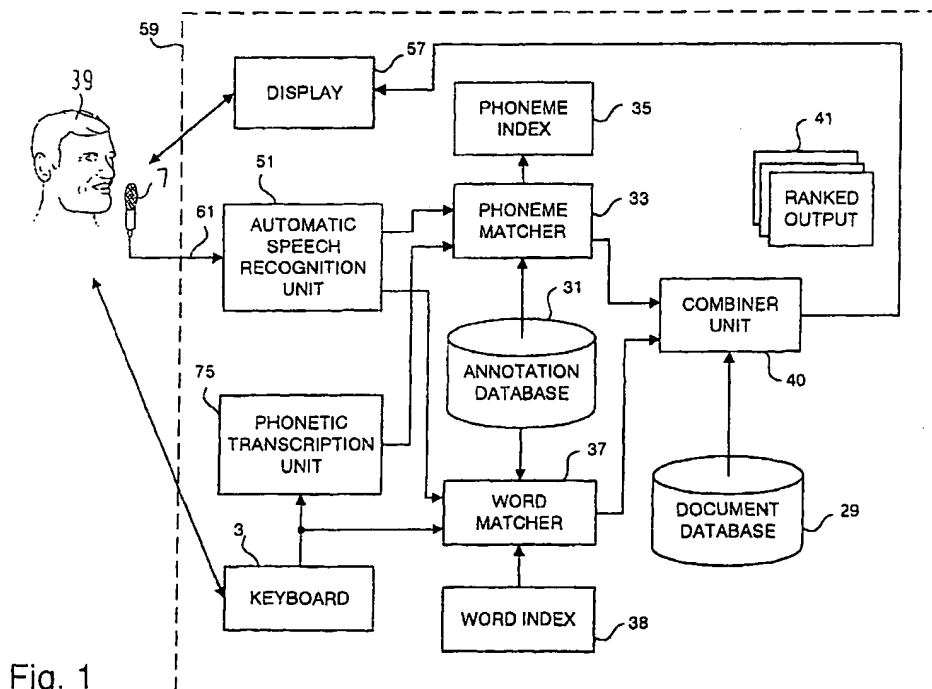 59
57
DISPLAY
39
7
PHONEME
INDEX
35
41
RANKED
OUTPUT
51
61
AUTOMATIC
SPEECH
RECOGNITION
UNIT
PHONEME
MATCHER
33
31
ANNOTATION
DATABASE
COMBINER
UNIT
40
75
PHONETIC
TRANSCRIPTION
UNIT
37
WORD
MATCHER
DOCUMENT
DATABASE
29
3
KEYBOARD
WORD INDEX
38
Fig. 1